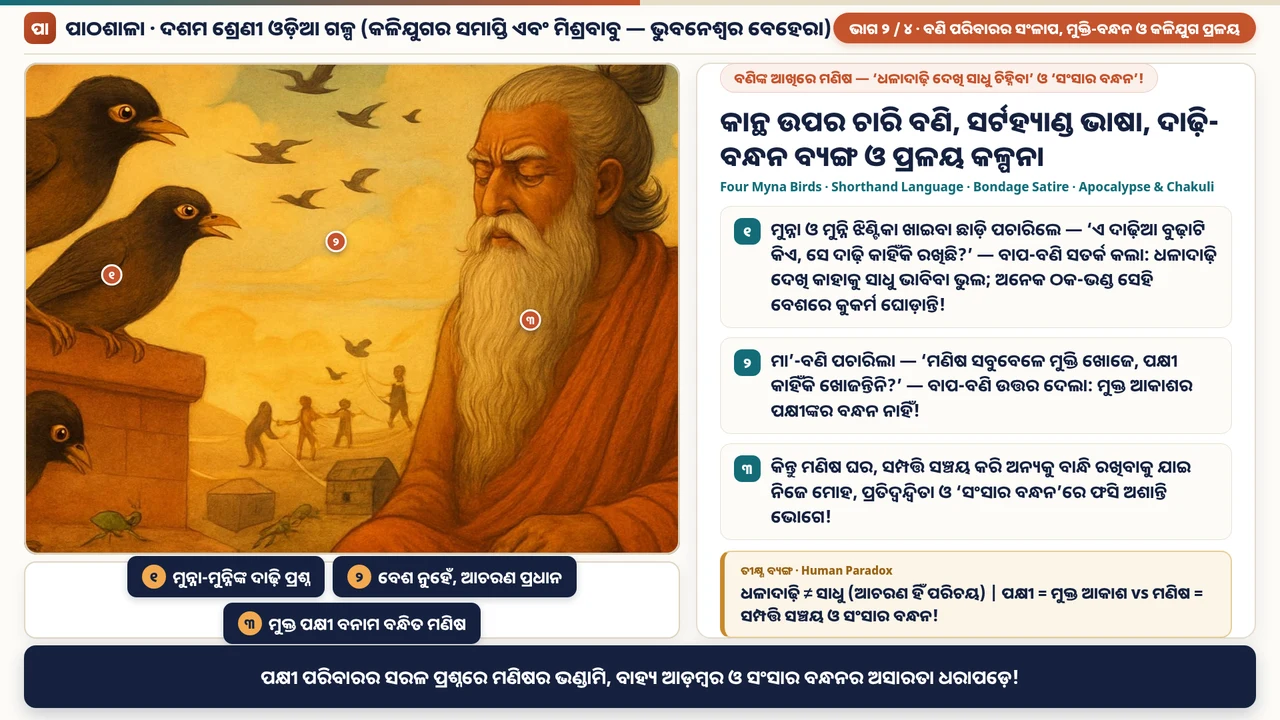 ପା
ପାଠଶାଳା · ଦଶମ ଶ୍ରେଣୀ ଓଡ଼ିଆ ଗଳ୍ପ (କଳିଯୁଗର ସମାପ୍ତି ଏବଂ ମିଶ୍ରବାବୁ — ଭୁବନେଶ୍ୱର ବେହେରା)
ଭାଗ ୨ / ୪ · ବଣି ପରିବାରର ସଂଳାପ, ମୁକ୍ତି-ବନ୍ଧନ ଓ କଳିଯୁଗ ପ୍ରଳୟ
୧
୨
୩
୧ ମୁନ୍ନା-ମୁନ୍ନିଙ୍କ ଦାଢ଼ି ପ୍ରଶ୍ନ
୨ ବେଶ ନୁହେଁ, ଆଚରଣ ପ୍ରଧାନ
୩ ମୁକ୍ତ ପକ୍ଷୀ ବନାମ ବନ୍ଧିତ ମଣିଷ
ବଣିଙ୍କ ଆଖିରେ ମଣିଷ — ‘ଧଳାଦାଢ଼ି ଦେଖି ସାଧୁ ଚିହ୍ନିବା’ ଓ ‘ସଂସାର ବନ୍ଧନ’!
କାନ୍ଥ ଉପର ଚାରି ବଣି, ସର୍ଟହ୍ୟାଣ୍ଡ ଭାଷା, ଦାଢ଼ି-
ବନ୍ଧନ ବ୍ୟଙ୍ଗ ଓ ପ୍ରଳୟ କଳ୍ପନା
Four Myna Birds · Shorthand Language · Bondage Satire · Apocalypse & Chakuli
୧
ମୁନ୍ନା ଓ ମୁନ୍ନି ଝିଣ୍ଟିକା ଖାଇବା ଛାଡ଼ି ପଚାରିଲେ — ‘ଏ ଦାଢ଼ିଆ ବୁଢ଼ାଟି
କିଏ, ସେ ଦାଢ଼ି କାହିଁକି ରଖିଛି?’ — ବାପ-ବଣି ସତର୍କ କଲା: ଧଳାଦାଢ଼ି
ଦେଖି କାହାକୁ ସାଧୁ ଭାବିବା ଭୁଲ; ଅନେକ ଠକ-ଭଣ୍ଡ ସେହି
ବେଶରେ କୁକର୍ମ ଘୋଡ଼ାନ୍ତି!
୨
ମା’-ବଣି ପଚାରିଲା — ‘ମଣିଷ ସବୁବେଳେ ମୁକ୍ତି ଖୋଜେ, ପକ୍ଷୀ
କାହିଁକି ଖୋଜନ୍ତିନି?’ — ବାପ-ବଣି ଉତ୍ତର ଦେଲା: ମୁକ୍ତ ଆକାଶର
ପକ୍ଷୀଙ୍କର ବନ୍ଧନ ନାହିଁ!
୩
କିନ୍ତୁ ମଣିଷ ଘର, ସମ୍ପତ୍ତି ସଞ୍ଚୟ କରି ଅନ୍ୟକୁ ବାନ୍ଧି ରଖିବାକୁ ଯାଇ
ନିଜେ ମୋହ, ପ୍ରତିଦ୍ୱନ୍ଦ୍ୱିତା ଓ ‘ସଂସାର ବନ୍ଧନ’ରେ ଫସି ଅଶାନ୍ତି
ଭୋଗେ!
ତୀକ୍ଷ୍ଣ ବ୍ୟଙ୍ଗ · Human Paradox
ଧଳାଦାଢ଼ି ≠ ସାଧୁ (ଆଚରଣ ହିଁ ପରିଚୟ) | ପକ୍ଷୀ = ମୁକ୍ତ ଆକାଶ vs ମଣିଷ =
ସମ୍ପତ୍ତି ସଞ୍ଚୟ ଓ ସଂସାର ବନ୍ଧନ!
ପକ୍ଷୀ ପରିବାରର ସରଳ ପ୍ରଶ୍ନରେ ମଣିଷର ଭଣ୍ଡାମି, ବାହ୍ୟ ଆଡ଼ମ୍ବର ଓ ସଂସାର ବନ୍ଧନର ଅସାରତା ଧରାପଡ଼େ!